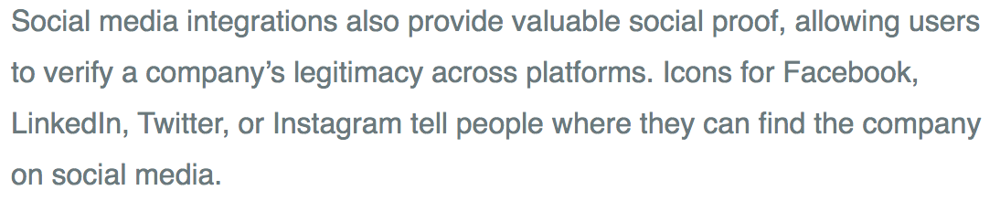 Social media integrations also provide valuable social proof, allowing users
to verify a company’s legitimacy across platforms. Icons for Facebook,
LinkedIn, Twitter, or Instagram tell people where they can find the company
on social media.